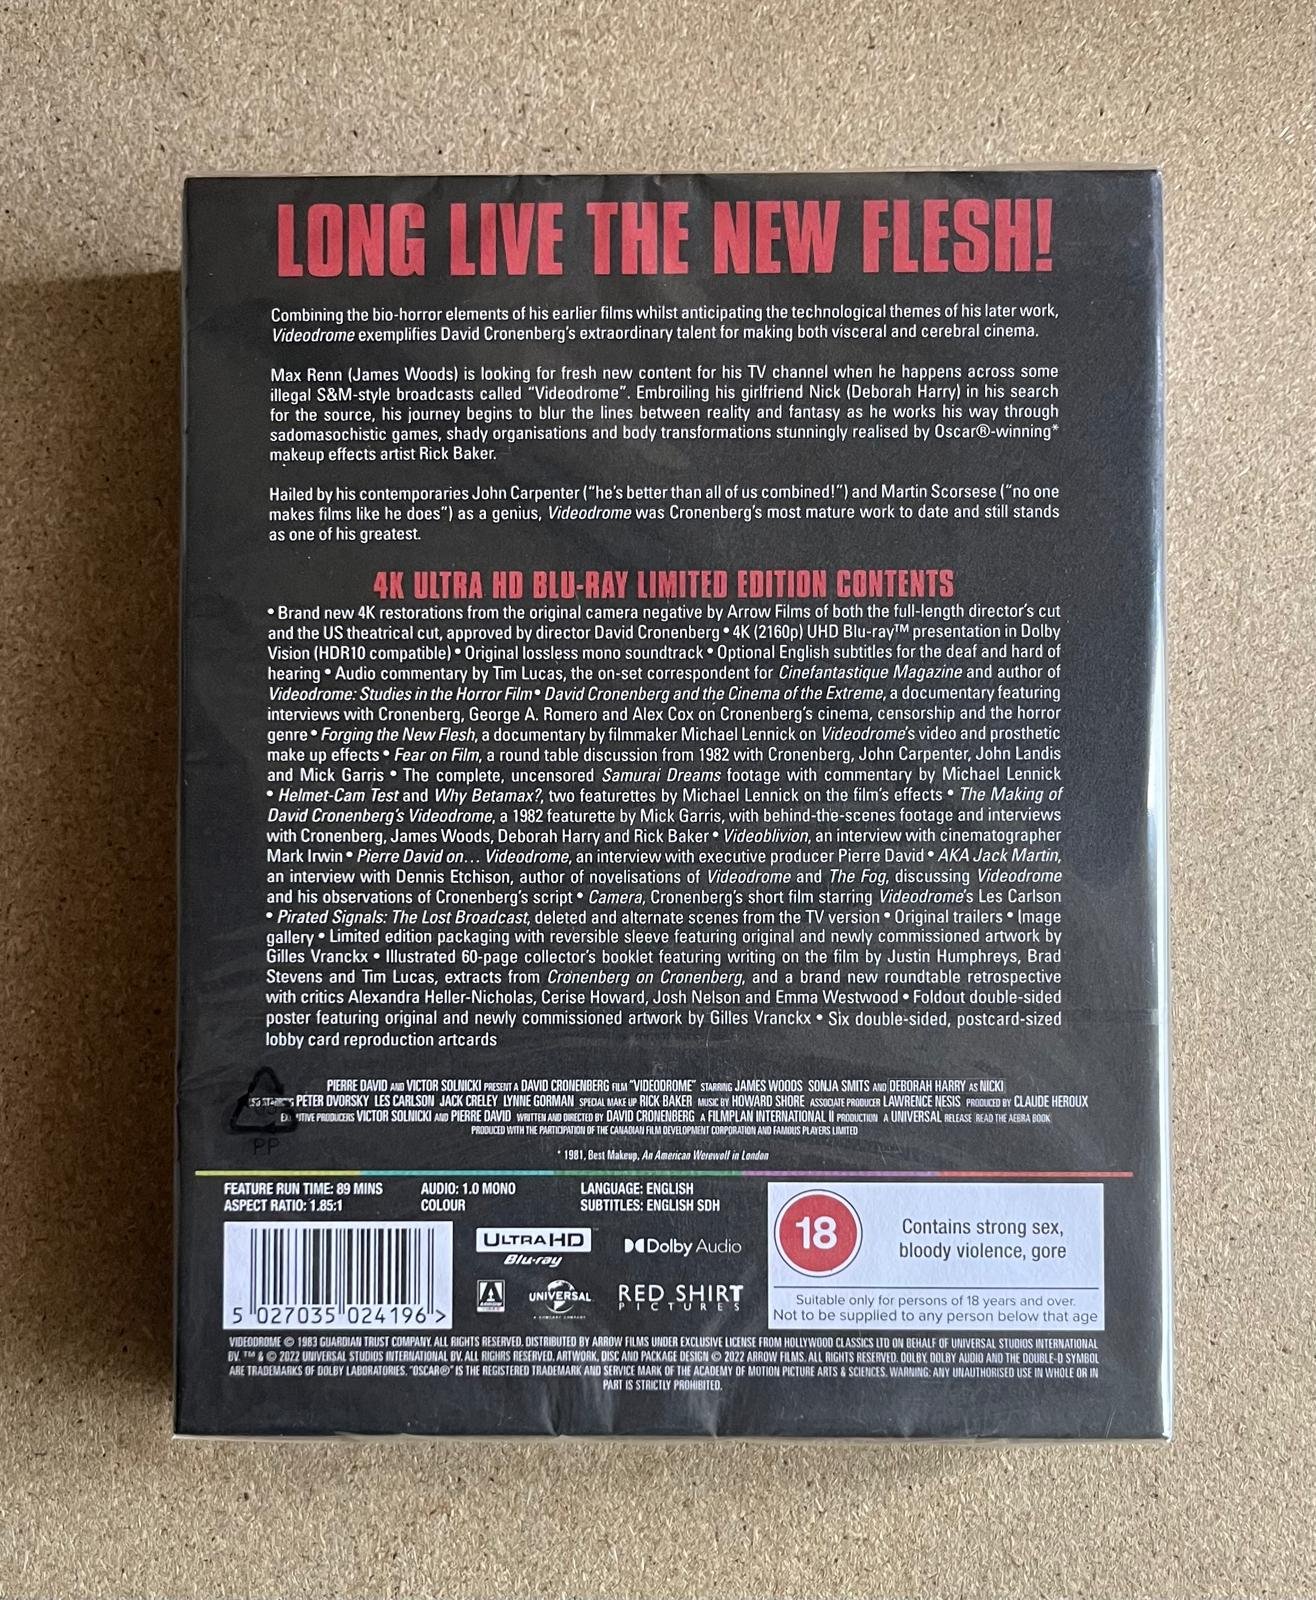 LONG LIVE THE NEW FLESH!
Combining the bio-horror elements of his earlier films whilst anticipating the technological themes of his later work,
Videodrome exemplifies David Cronenberg's extraordinary talent for making both visceral and cerebral cinema.
Max Renn (James Woods) is looking for fresh new content for his TV channel when he happens across some
illegal S&M-style broadcasts called "Videodrome". Embroiling his girlfriend Nick (Deborah Harry) in his search
for the source, his journey begins to blur the lines between reality and fantasy as he works his way through
sadomasochistic games, shady organisations and body transformations stunningly realised by Oscar®-winning*
makeup effects artist Rick Baker.
Hailed by his contemporaries John Carpenter ("he's better than all of us combined!") and Martin Scorsese ("no one
makes films like he does") as a genius, Videodrome was Cronenberg's most mature work to date and still stands
as one of his greatest.
4K ULTRA HD BLU-RAY LIMITED EDITION CONTENTS
• Brand new 4K restorations from the original camera negative by Arrow Films of both the full-length director's cut
and the US theatrical cut, approved by director David Cronenberg • 4K (2160p) UHD Blu-ray™ presentation in Dolby
Vision (HDR10 compatible) • Original lossless mono soundtrack • Optional English subtitles for the deaf and hard of
hearing • Audio commentary by Tim Lucas, the on-set correspondent for Cinefantastique Magazine and author of
Videodrome: Studies in the Horror Film • David Cronenberg and the Cinema of the Extreme, a documentary featuring
interviews with Cronenberg, George A. Romero and Alex Cox on Cronenberg's cinema, censorship and the horror
genre • Forging the New Flesh, a documentary by filmmaker Michael Lennick on Videodrome's video and prosthetic
make up effects • Fear on Film, a round table discussion from 1982 with Cronenberg, John Carpenter, John Landis
and Mick Garris • The complete, uncensored Samurai Dreams footage with commentary by Michael Lennick
• Helmet-Cam Test and Why Betamax?, two featurettes by Michael Lennick on the film's effects • The Making of
David Cronenberg's Videodrome, a 1982 featurette by Mick Garris, with behind-the-scenes footage and interviews
with Cronenberg, James Woods, Deborah Harry and Rick Baker • Videoblivion, an interview with cinematographer
Mark Irwin • Pierre David on... Videodrome, an interview with executive producer Pierre David • AKA Jack Martin,
an interview with Dennis Etchison, author of novelisations of Videodrome and The Fog, discussing Videodrome
and his observations of Cronenberg's script • Camera, Cronenberg's short film starring Videodrome's Les Carlson
• Pirated Signals: The Lost Broadcast, deleted and alternate scenes from the TV version • Original trailers • Image
gallery • Limited edition packaging with reversible sleeve featuring original and newly commissioned artwork by
Gilles Vranckx • Illustrated 60-page collector's booklet featuring writing on the film by Justin Humphreys, Brad
Stevens and Tim Lucas, extracts from Cronenberg on Cronenberg, and a brand new roundtable retrospective
with critics Alexandra Heller-Nicholas, Cerise Howard, Josh Nelson and Emma Westwood • Foldout double-sided
poster featuring original and newly commissioned artwork by Gilles Vranckx • Six double-sided, postcard-sized
lobby card reproduction artcards
PIERRE DAVID AND VICTOR SOLNICKI PRESENT A DAVID CRONENBERG FILM "VIDEODROME" STARRING JAMES WOODS SONJA SMITS AND DEBORAH HARRY AS NICKI
PETER DVORSKY LES CARLSON JACK CRELEY LYNNE GORMAN SPECIAL MAKE UP RICK BAKER MUSIC BY HOWARD SHORE ASSOCIATE PRODUCER LAWRENCE NESIS PRODUCED BY CLAUDE HEROUX
PRODUCERS VICTOR SOLNICKI AND PIERRE DAVID WRITTEN AND DIRECTED BY DAVID CRONENBERG A FILMPLAN INTERNATIONAL II PRODUCTION A UNIVERSAL RELEASE READ THE AEBRA BOOK
PRODUCED WITH THE PARTICIPATION OF THE CANADIAN FILM DEVELOPMENT CORPORATION AND FAMOUS PLAYERS LIMITED
PP
* 1981, Best Makeup, An American Werewolf in London
FEATURE RUN TIME: 89 MINS AUDIO: 1.0 MONO LANGUAGE: ENGLISH
ASPECT RATIO: 1.85:1 COLOUR SUBTITLES: ENGLISH SDH
18 Contains strong sex,
bloody violence, gore
Suitable only for persons of 18 years and over.
Not to be supplied to any person below that age
ULTRA HD
Blu-ray
Dolby Audio
ARROW
UNIVERSAL
RED SHIRT
PICTURES
5 027035 024196 >
VIDEODROME © 1983 GUARDIAN TRUST COMPANY. ALL RIGHTS RESERVED. DISTRIBUTED BY ARROW FILMS UNDER EXCLUSIVE LICENSE FROM HOLLYWOOD CLASSICS LTD ON BEHALF OF UNIVERSAL STUDIOS INTERNATIONAL
BV. ™ & © 2022 UNIVERSAL STUDIOS INTERNATIONAL BV. ALL RIGHRS RESERVED. ARTWORK, DISC AND PACKAGE DESIGN © 2022 ARROW FILMS. ALL RIGHTS RESERVED. DOLBY, DOLBY AUDIO AND THE DOUBLE-D SYMBOL
ARE TRADEMARKS OF DOLBY LABORATORIES. "OSCAR®" IS THE REGISTERED TRADEMARK AND SERVICE MARK OF THE ACADEMY OF MOTION PICTURE ARTS & SCIENCES. WARNING: ANY UNAUTHORISED USE IN WHOLE OR IN
PART IS STRICTLY PROHIBITED.